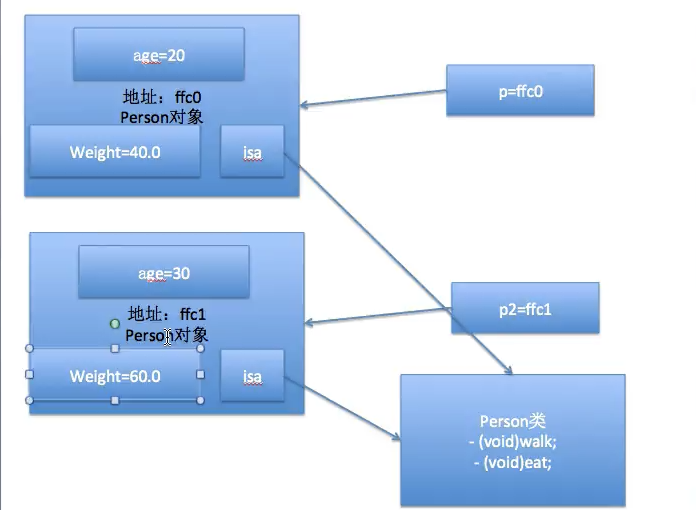 age=20
地址：ffc0
Person对象
Weight=40.0
isa
p=ffc0
age=30
地址：ffc1
Person对象
Weight=60.0
isa
p2=ffc1
Person类
- (void)walk;
- (void)eat;